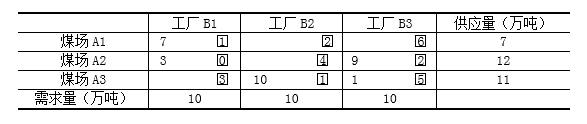 工厂 B1 工厂 B2 工厂 B3 供应量（万吨）
煤场 A1 7 1 2 6 7
煤场 A2 3 0 4 9 2 12
煤场 A3 3 10 1 1 5 11
需求量（万吨） 10 10 10